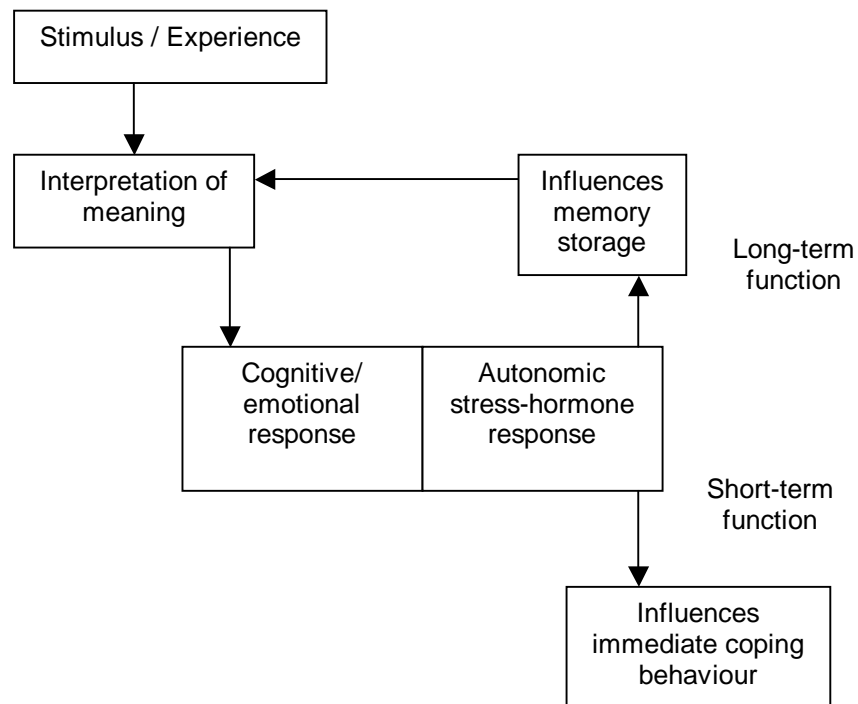 Stimulus / Experience
Interpretation of
meaning
Influences
memory
storage
Long-term
function
Cognitive/
emotional
response
Autonomic
stress-hormone
response
Short-term
function
Influences
immediate coping
behaviour